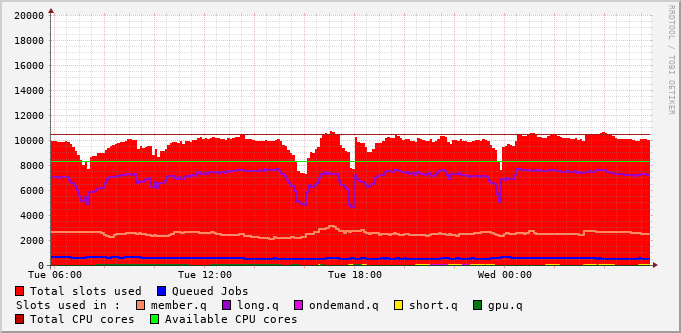 20000
18000
16000
14000
12000
10000
8000
6000
4000
2000
0
Tue 06:00 Tue 12:00 Tue 18:00 Wed 00:00
Total slots used Queued Jobs
Slots used in : member.q long.q ondemand.q short.q gpu.q
Total CPU cores Available CPU cores
RRDTOOL / TOBI OETIKER